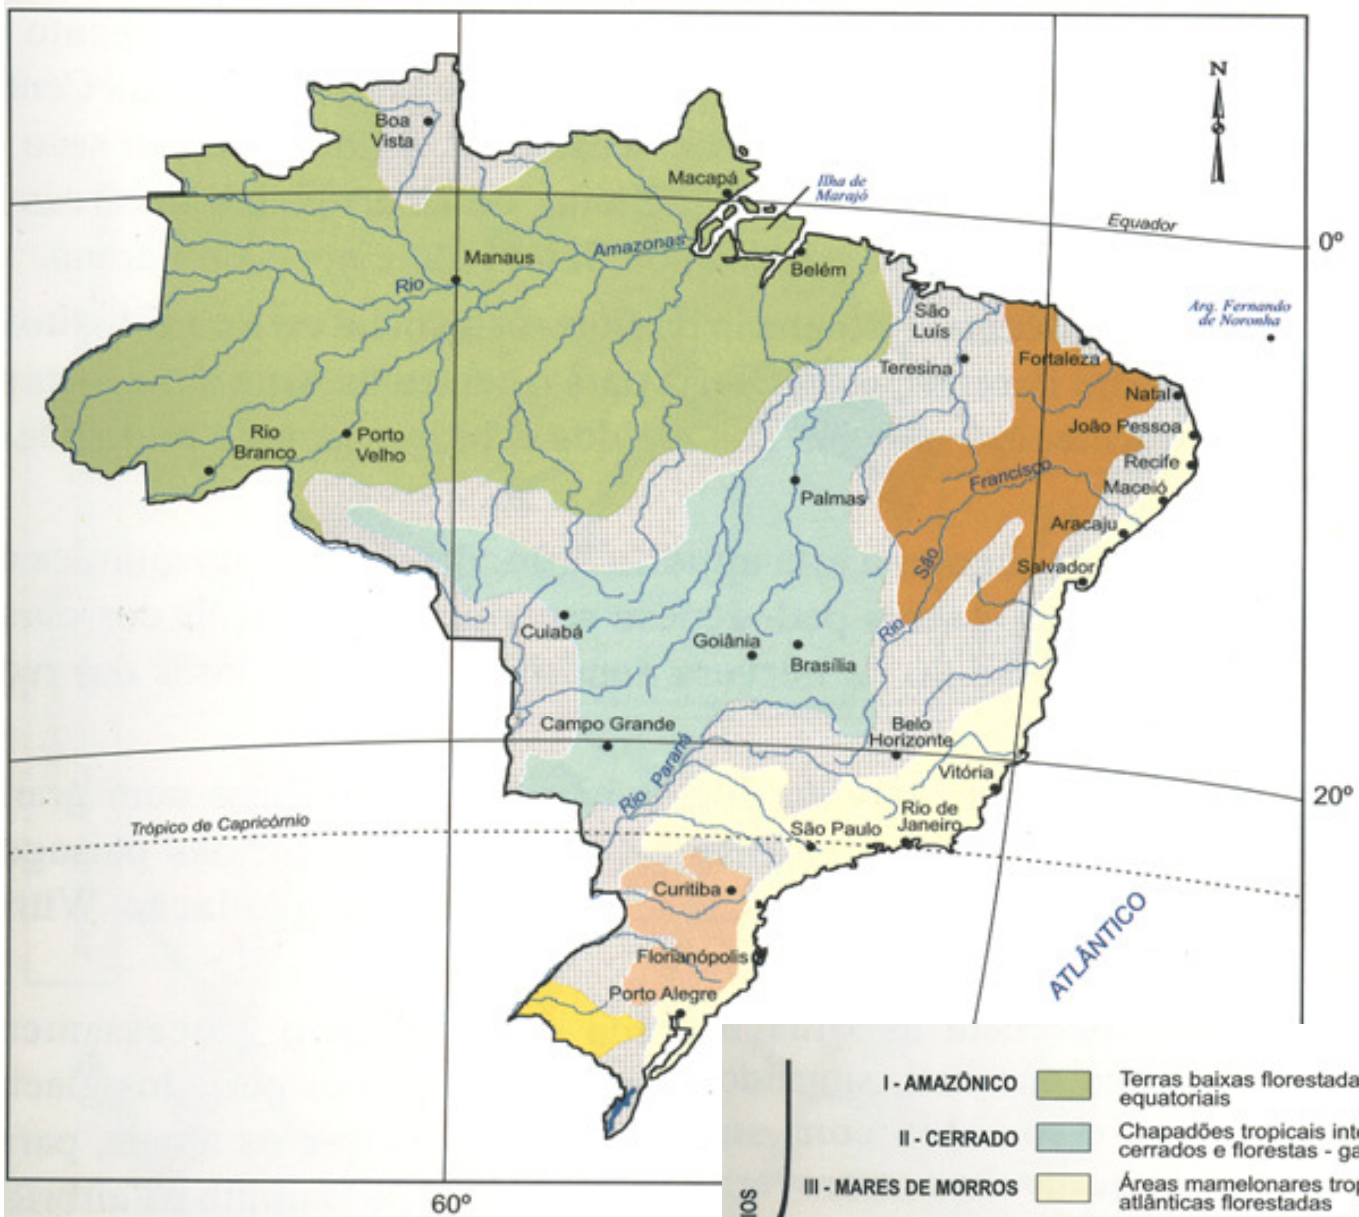 N
Boa
Vista
Macapá
Ilha de
Marajó
Equador
0º
Amazonas
Manaus
Rio
Belém
São
Luís
Arq. Fernando
de Noronha
Fortaleza
Teresina
Natal
João Pessoa
Rio
Branco
Porto
Velho
Recife
Francisco
Palmas
Maceió
Aracaju
São
Salvador
Cuiabá
Goiânia
Rio
Brasília
Campo Grande
Belo
Horizonte
Rio Paraná
Vitória
20º
Trópico de Capricórnio
São Paulo
Rio de
Janeiro
Curitiba
ATLÂNTICO
Florianópolis
Porto Alegre
I - AMAZÔNICO
Terras baixas florestada
equatoriais
II - CERRADO
Chapadões tropicais inte
cerrados e florestas - ga
III - MARES DE MORROS
Áreas mamelonares trop
atlânticas florestadas
60º